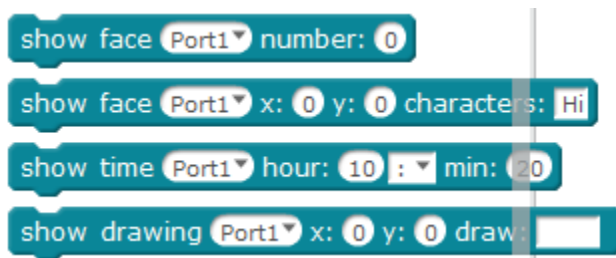 show face Port1 number: 0
show face Port1 x: 0 y: 0 characters: Hi
show time Port1 hour: 10 : min: 20
show drawing Port1 x: 0 y: 0 draw: